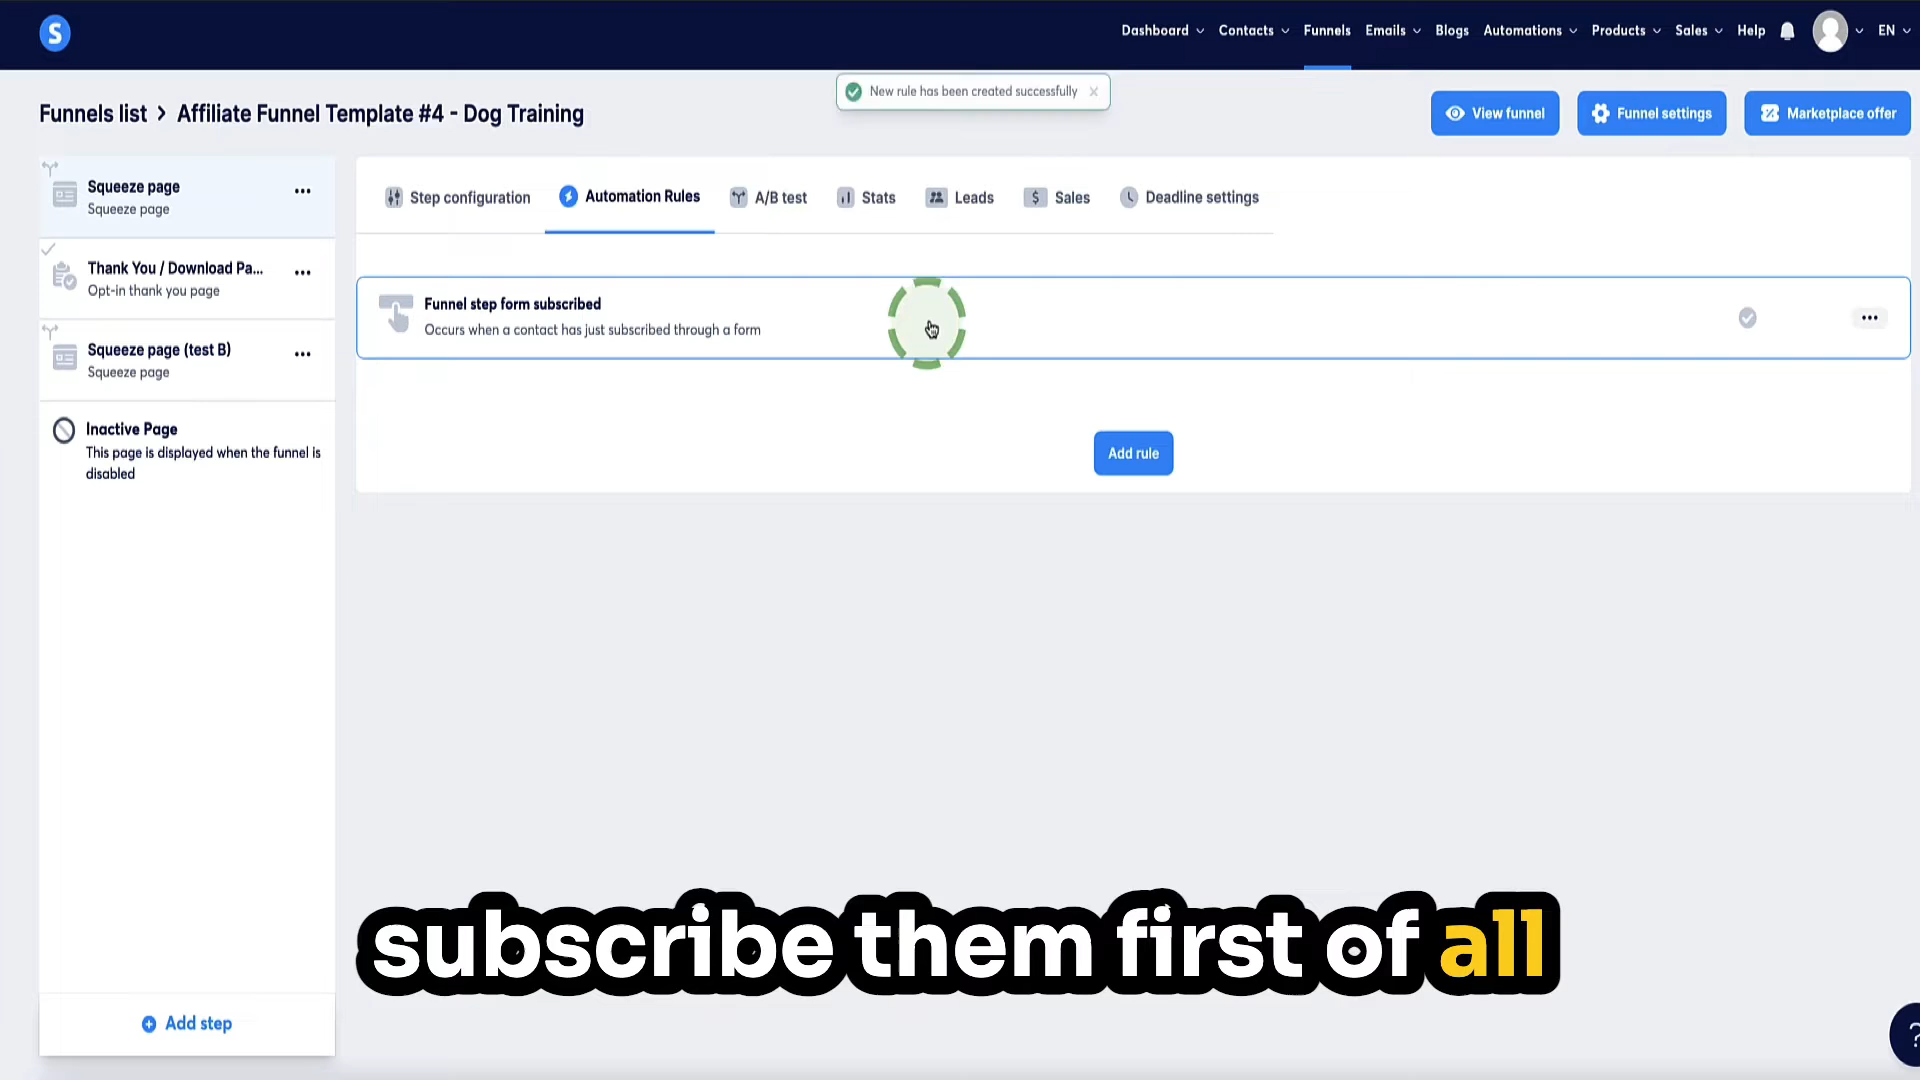 S
Dashboard
Contacts
Funnels
Emails
Blogs
Automations
Products
Sales
Help
EN
New rule has been created successfully
Funnels list > Affiliate Funnel Template #4 - Dog Training
View funnel
Funnel settings
Marketplace offer
Squeeze page
Squeeze page
Thank You / Download Pa...
Opt-in thank you page
Squeeze page (test B)
Squeeze page
Inactive Page
This page is displayed when the funnel is
disabled
Add step
Step configuration
Automation Rules
A/B test
Stats
Leads
$ Sales
Deadline settings
Funnel step form subscribed
Occurs when a contact has just subscribed through a form
Add rule
subscribe them first of all
?